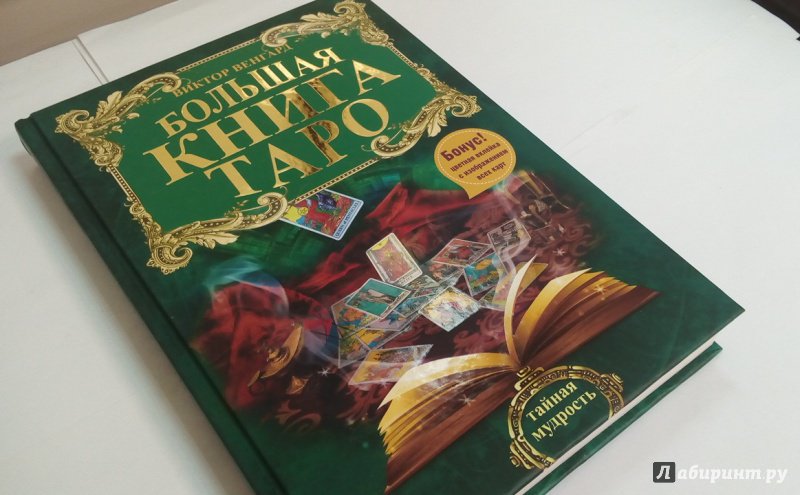 ВИКТОР ВЕНГАРД
БОЛЬШАЯ
КНИГА
ТАРО
Бонус!
цветная вклейка
с изображением
всех карт
тайная
мудрость
Лабиринт.ру